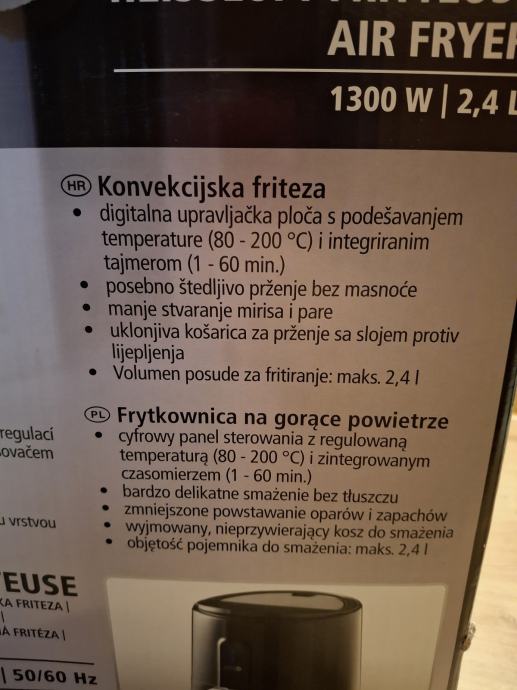 AIR FRYER
1300 W | 2,4 L
HR Konvekcijska friteza
• digitalna upravljačka ploča s podešavanjem
temperature (80 - 200 °C) i integriranim
tajmerom (1 - 60 min.)
• posebno štedljivo prženje bez masnoće
• manje stvaranje mirisa i pare
• uklonjiva košarica za prženje sa slojem protiv
lijepljenja
• Volumen posude za fritiranje: maks. 2,4 l
PL Frytkownica na gorące powietrze
• cyfrowy panel sterowania z regulowaną
temperaturą (80 - 200 °C) i zintegrowanym
czasomierzem (1 - 60 min.)
• bardzo delikatne smażenie bez tłuszczu
• zmniejszone powstawanie oparów i zapachów
• wyjmowany, nieprzywierający kosz do smażenia
• objętość pojemnika do smażenia: maks. 2,4 l
regulací
ovačem
u vrstvou
TEUSE
KA FRITEZA |
|
Á FRITÉZA |
| 50/60 Hz